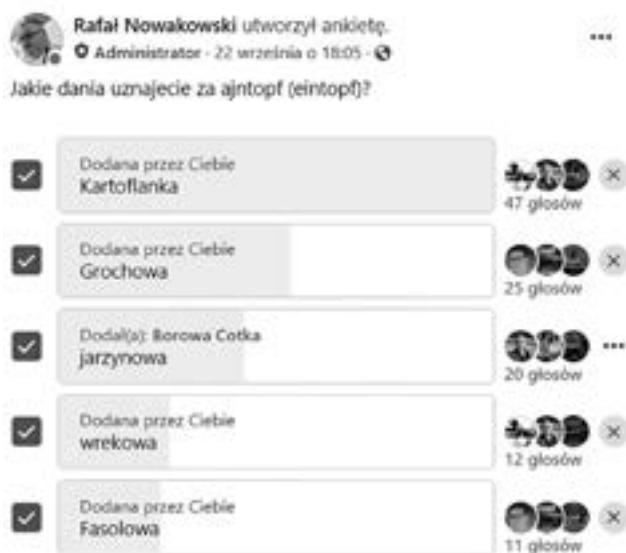 Rafał Nowakowski utworzył ankietę.
Administrator · 22 września o 18:05 ·
Jakie dania uznajecie za ajntopf (eintopf)?
Dodana przez Ciebie
Kartoflanka
47 głosów
Dodana przez Ciebie
Grochowa
25 głosów
Dodał(a): Borowa Cotka
jarzynowa
20 głosów
Dodana przez Ciebie
wrekowa
12 głosów
Dodana przez Ciebie
Fasolowa
11 głosów